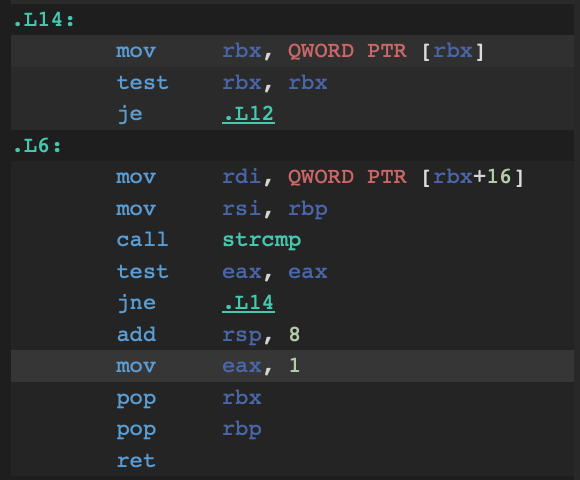 .L14:
mov rbx, QWORD PTR [rbx]
test rbx, rbx
je .L12
.L6:
mov rdi, QWORD PTR [rbx+16]
mov rsi, rbp
call strcmp
test eax, eax
jne .L14
add rsp, 8
mov eax, 1
pop rbx
pop rbp
ret